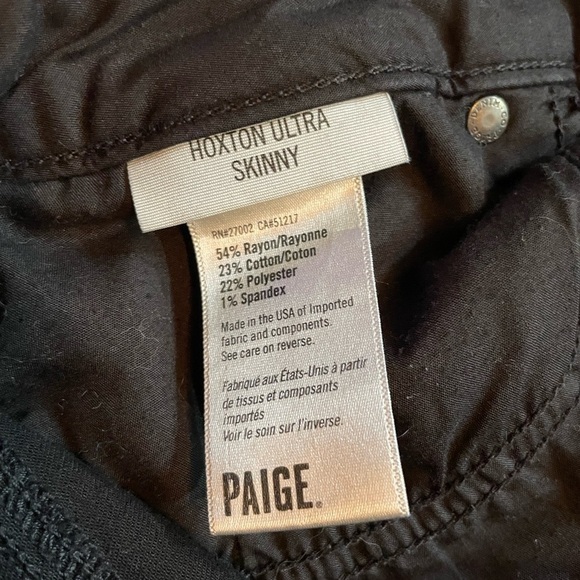 HOXTON ULTRA
SKINNY
DENIM CO
RN#27002 CA#51217
54% Rayon/Rayonne
23% Cotton/Coton
22% Polyester
1% Spandex
Made in the USA of Imported
fabric and components.
See care on reverse.
Fabriqué aux États-Unis à partir
de tissus et composants
importés
Voir le soin sur l'inverse.
PAIGE®